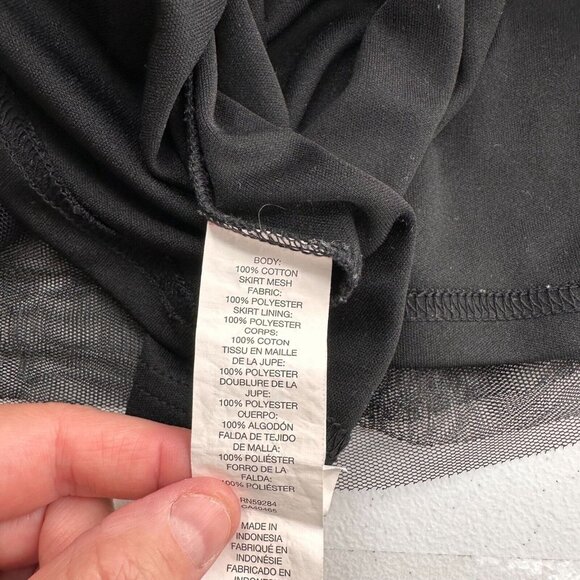 BODY:
100% COTTON
SKIRT MESH
FABRIC:
100% POLYESTER
SKIRT LINING:
100% POLYESTER
CORPS:
100% COTON
TISSU EN MAILLE
DE LA JUPE:
100% POLYESTER
DOUBLURE DE LA
JUPE:
100% POLYESTER
CUERPO:
100% ALGODÓN
FALDA DE TEJIDO
DE MALLA:
100% POLIÉSTER
FORRO DE LA
FALDA:
100% POLIÉSTER
RN59284
CA40465
MADE IN
INDONESIA
FABRIQUÉ EN
INDONÉSIE
FABRICADO EN
INDONESIA